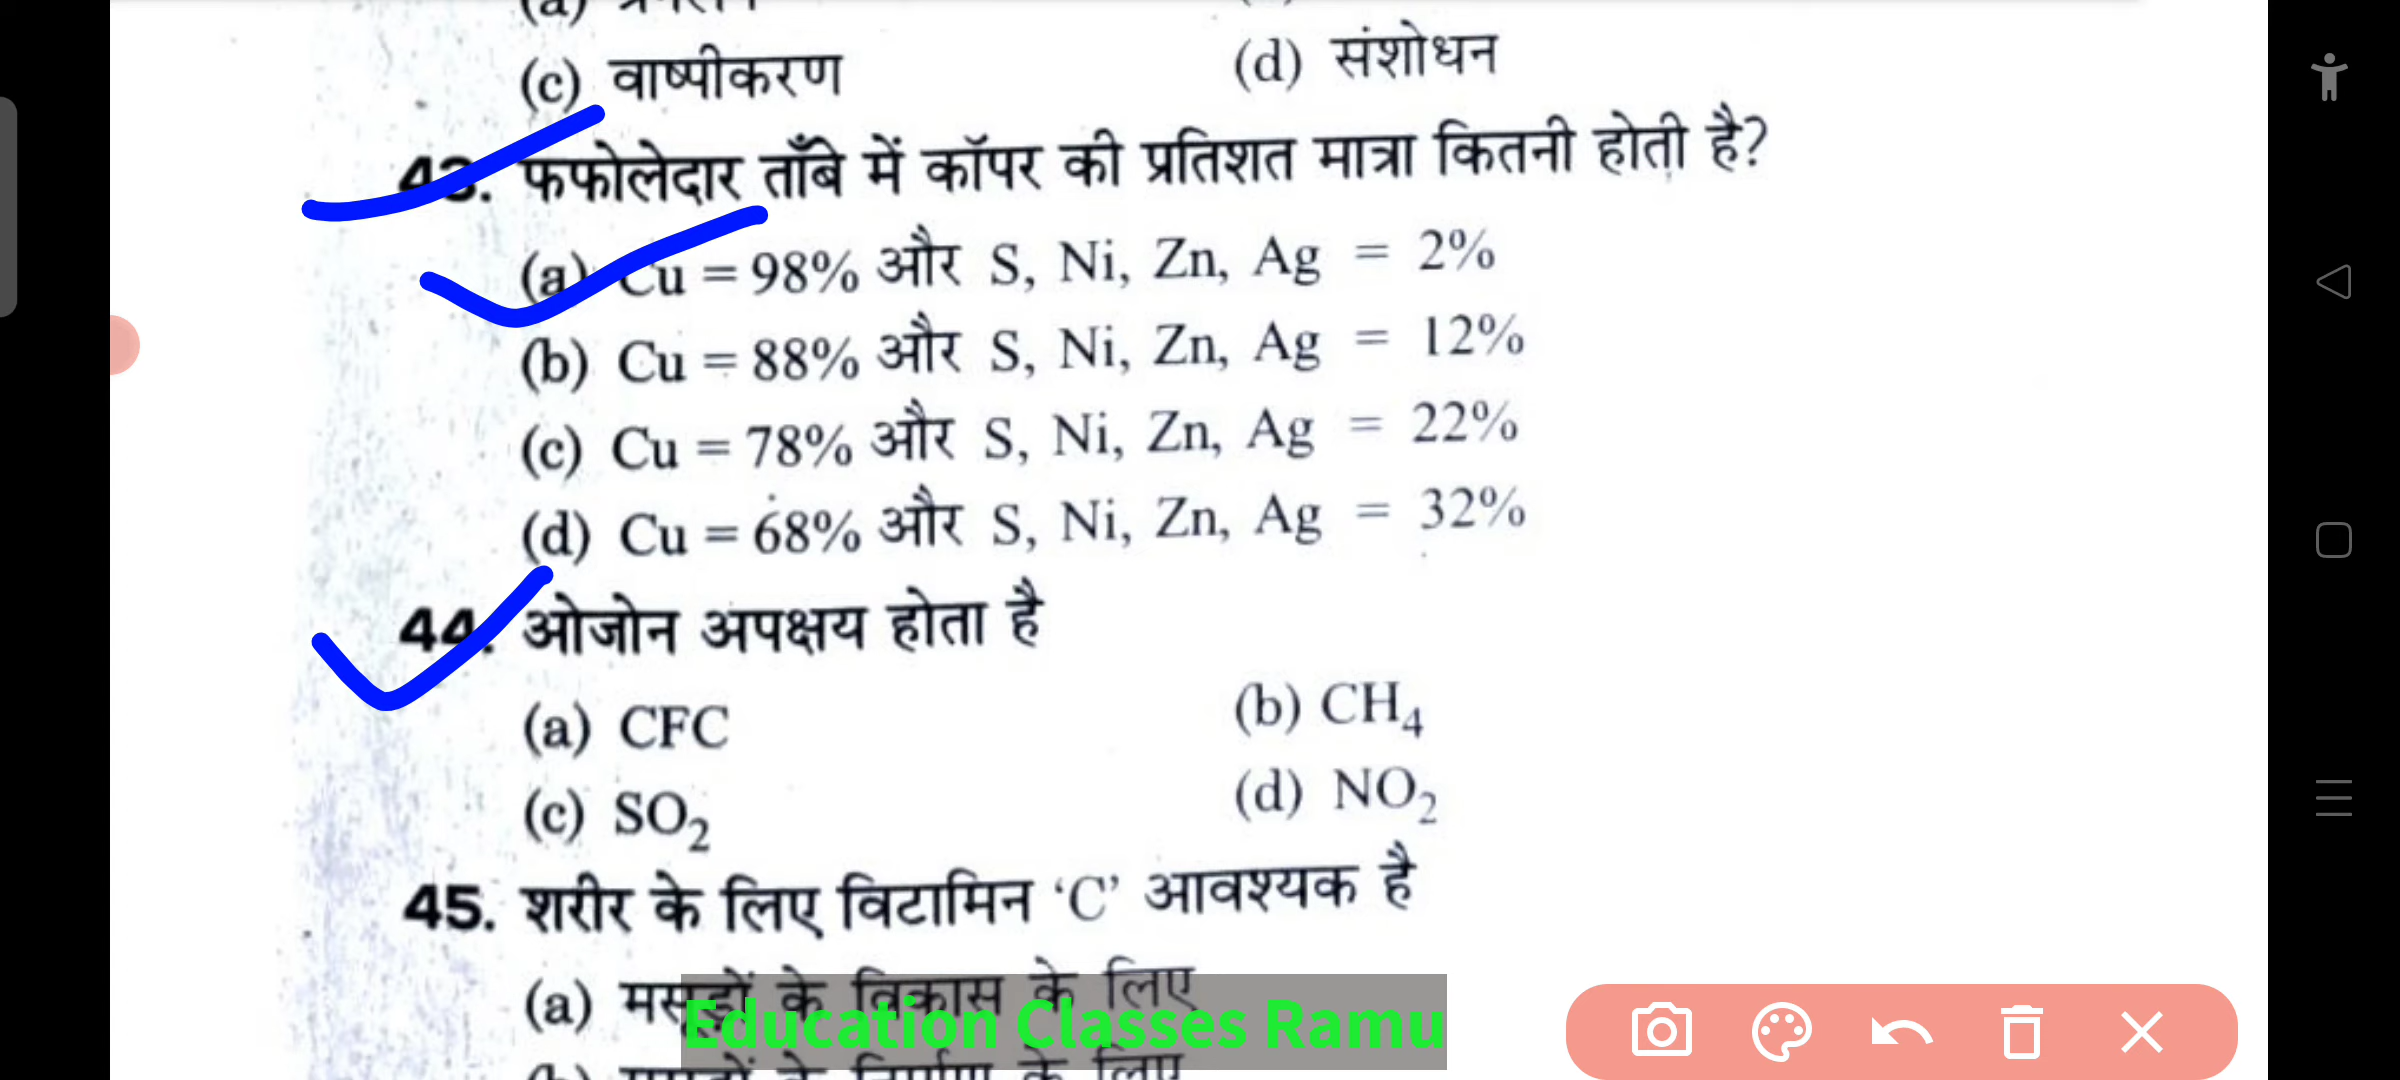 (c) वाष्पीकरण (d) संशोधन
43. फफोलेदार ताँबे में कॉपर की प्रतिशत मात्रा कितनी होती है?
(a) Cu = 98% और S, Ni, Zn, Ag = 2%
(b) Cu = 88% और S, Ni, Zn, Ag = 12%
(c) Cu = 78% और S, Ni, Zn, Ag = 22%
(d) Cu = 68% और S, Ni, Zn, Ag = 32%
44. ओजोन अपक्षय होता है
(a) CFC (b) CH₄
(c) SO₂ (d) NO₂
45. शरीर के लिए विटामिन ‘C’ आवश्यक है
(a) मसूड़ों के विकास के लिए
Education Classes Ramu